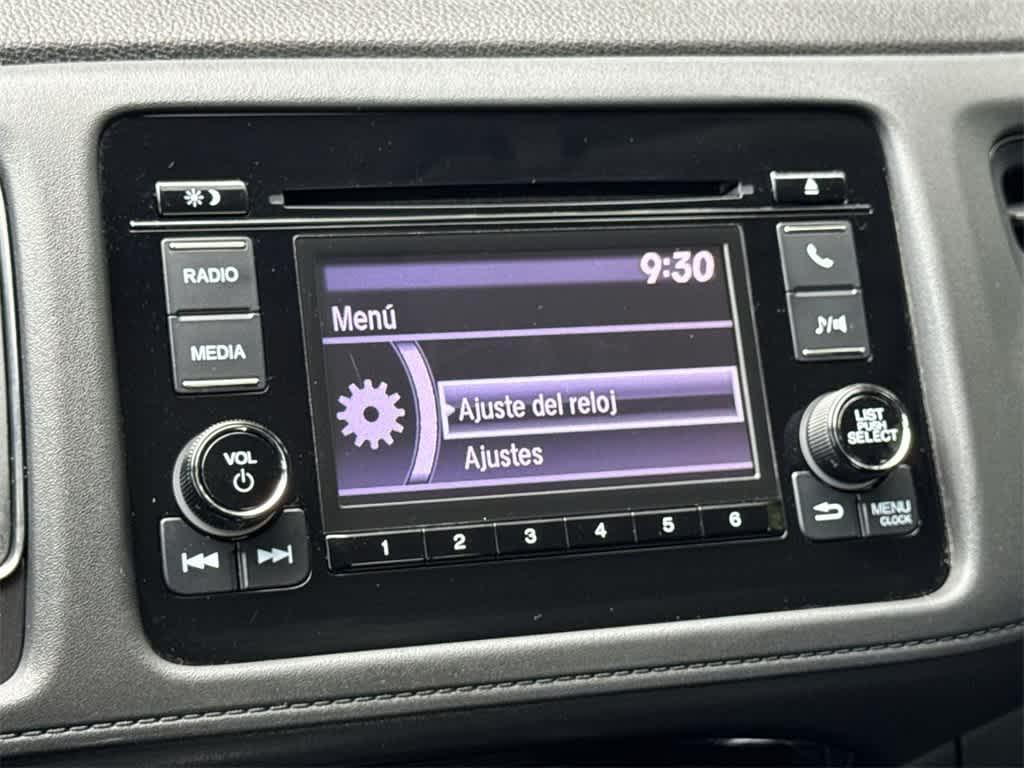 RADIO
MEDIA
VOL
9:30
Menú
Ajuste del reloj
Ajustes
1 2 3 4 5 6
LIST
PUSH
SELECT
MENU
CLOCK